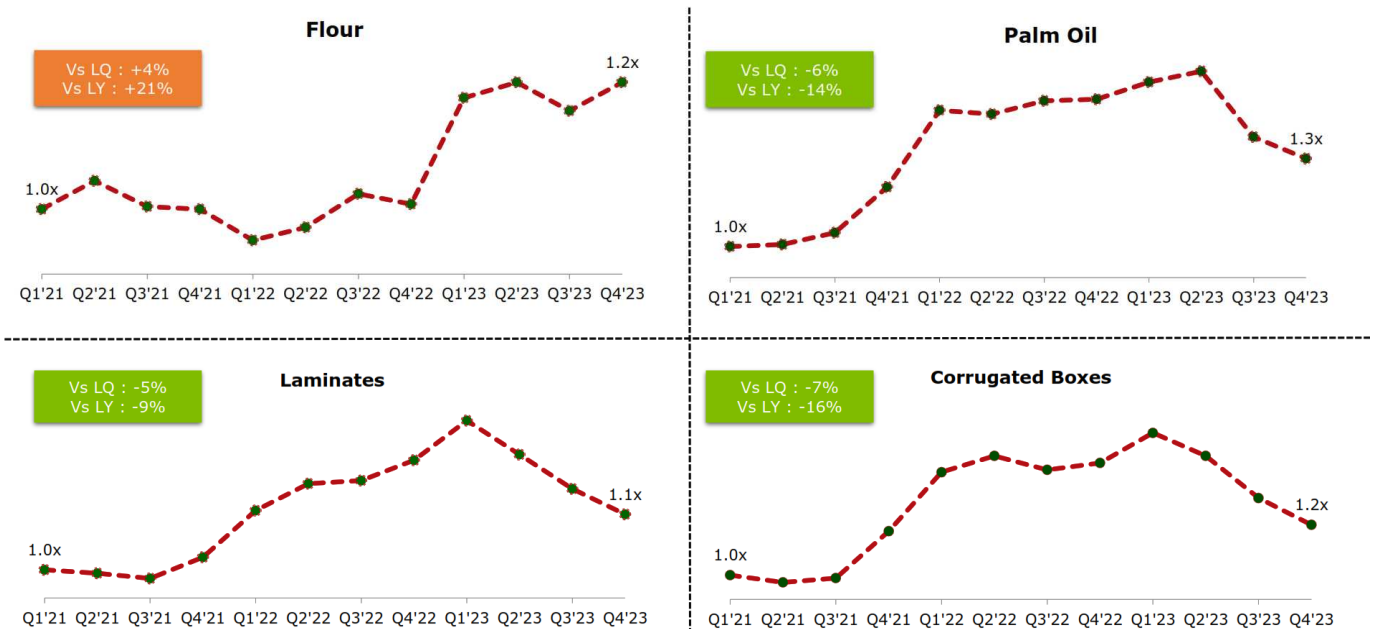 Flour
Vs LQ : +4%
Vs LY : +21%
1.0x
1.2x
Q1'21 Q2'21 Q3'21 Q4'21 Q1'22 Q2'22 Q3'22 Q4'22 Q1'23 Q2'23 Q3'23 Q4'23
Palm Oil
Vs LQ : -6%
Vs LY : -14%
1.0x
1.3x
Q1'21 Q2'21 Q3'21 Q4'21 Q1'22 Q2'22 Q3'22 Q4'22 Q1'23 Q2'23 Q3'23 Q4'23
Laminates
Vs LQ : -5%
Vs LY : -9%
1.0x
1.1x
Q1'21 Q2'21 Q3'21 Q4'21 Q1'22 Q2'22 Q3'22 Q4'22 Q1'23 Q2'23 Q3'23 Q4'23
Corrugated Boxes
Vs LQ : -7%
Vs LY : -16%
1.0x
1.2x
Q1'21 Q2'21 Q3'21 Q4'21 Q1'22 Q2'22 Q3'22 Q4'22 Q1'23 Q2'23 Q3'23 Q4'23